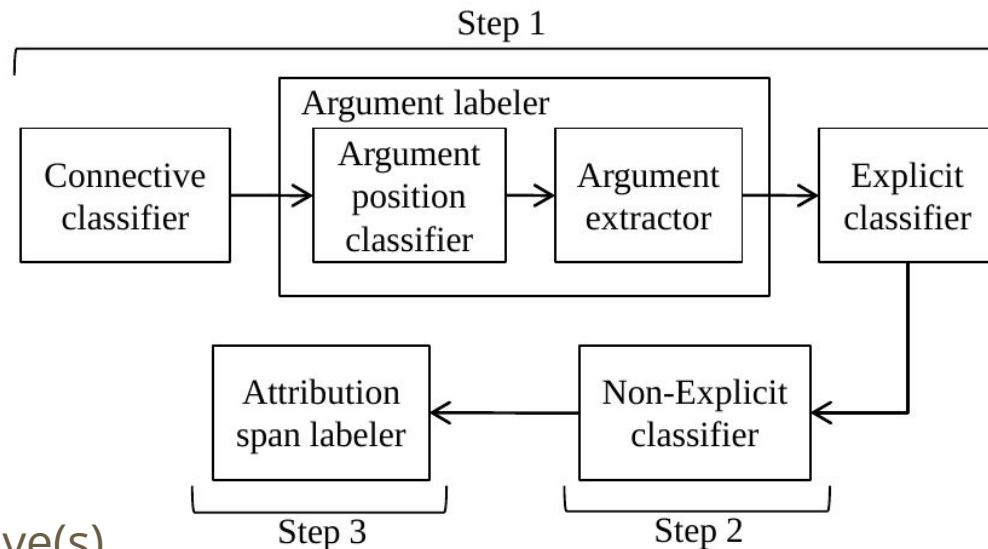 Step 1
Argument labeler
Connective
classifier
Argument
position
classifier
Argument
extractor
Explicit
classifier
Attribution
span labeler
Non-Explicit
classifier
Step 3
Step 2
ve(s)